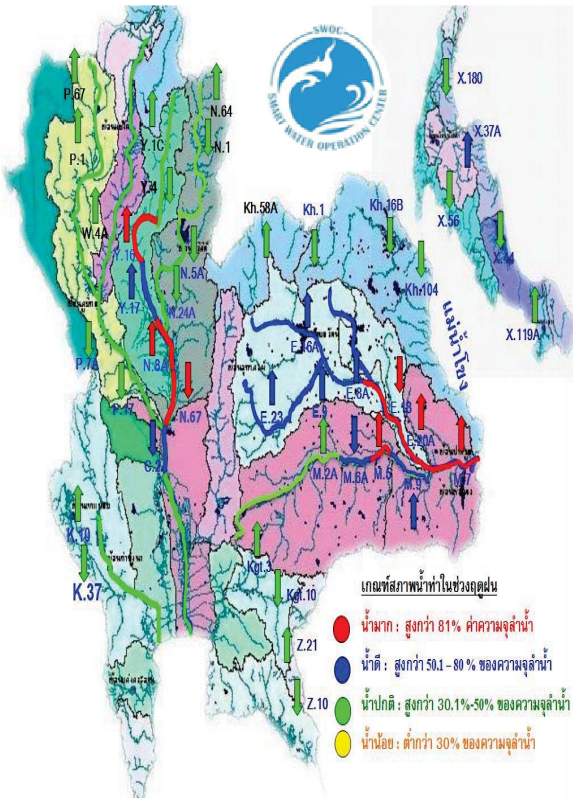 SWOC
SMART WATER OPERATION CENTER
P.67
N.64
Y.1C
N.1
P.1
Y.4
W.4A
Y.16
N.5A
Y.17
N.24A
P.7A
N.8A
P.17
N.67
C.2
K.10
K.37
X.180
X.37A
X.56
X.44
X.119A
Kh.58A
Kh.1
Kh.16B
Kh.104
แม่น้ำโขง
E.16A
E.8A
E.23
E.9
E.18
E.20A
M.2A
M.6A
M.5
M.9
M.7
Kgt.3
Kgt.10
Z.21
Z.10
เกณฑ์สภาพน้ำท่าในช่วงฤดูฝน
น้ำมาก : สูงกว่า 81% ค่าความจุลำน้ำ
น้ำดี : สูงกว่า 50.1 – 80 % ของความจุลำน้ำ
น้ำปกติ : สูงกว่า 30.1%-50% ของความจุลำน้ำ
น้ำน้อย : ต่ำกว่า 30% ของความจุลำน้ำ